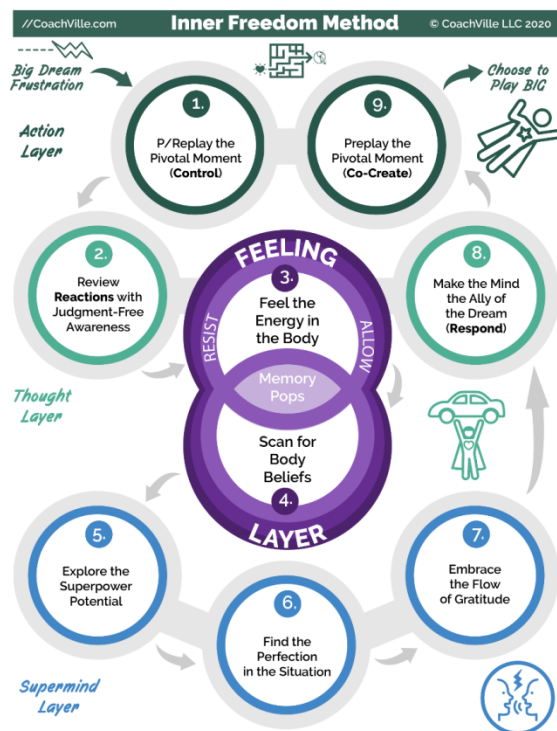 //CoachVille.com
Inner Freedom Method
© CoachVille LLC 2020
Big Dream
Frustration
Choose to
Play BIG
Action
Layer
1.
P/Replay the
Pivotal Moment
(Control)
9.
Preplay the
Pivotal Moment
(Co-Create)
2.
Review
Reactions with
Judgment-Free
Awareness
FEELING
3.
Feel the
Energy in
the Body
RESIST
ALLOW
Memory
Pops
Scan for
Body
Beliefs
4.
LAYER
8.
Make the Mind
the Ally of
the Dream
(Respond)
Thought
Layer
5.
Explore the
Superpower
Potential
6.
Find the
Perfection
in the Situation
7.
Embrace
the Flow
of Gratitude
Supermind
Layer